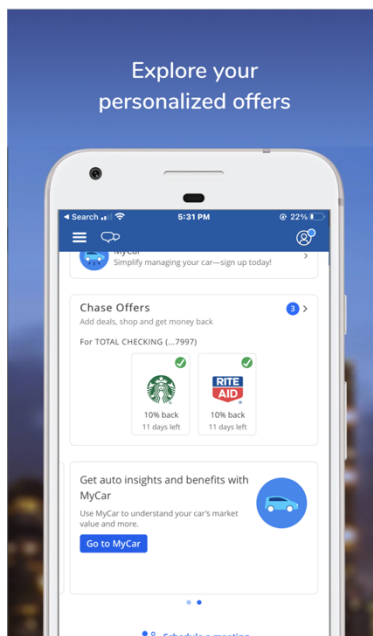 Explore your
personalized offers
Search
5:31 PM
22%
MyCar
Simplify managing your car—sign up today!
Chase Offers
3
Add deals, shop and get money back
For TOTAL CHECKING (...7997)
RITE
AID
10% back
10% back
11 days left
11 days left
Get auto insights and benefits with
MyCar
Use MyCar to understand your car's market
value and more.
Go to MyCar
Schedule a meeting